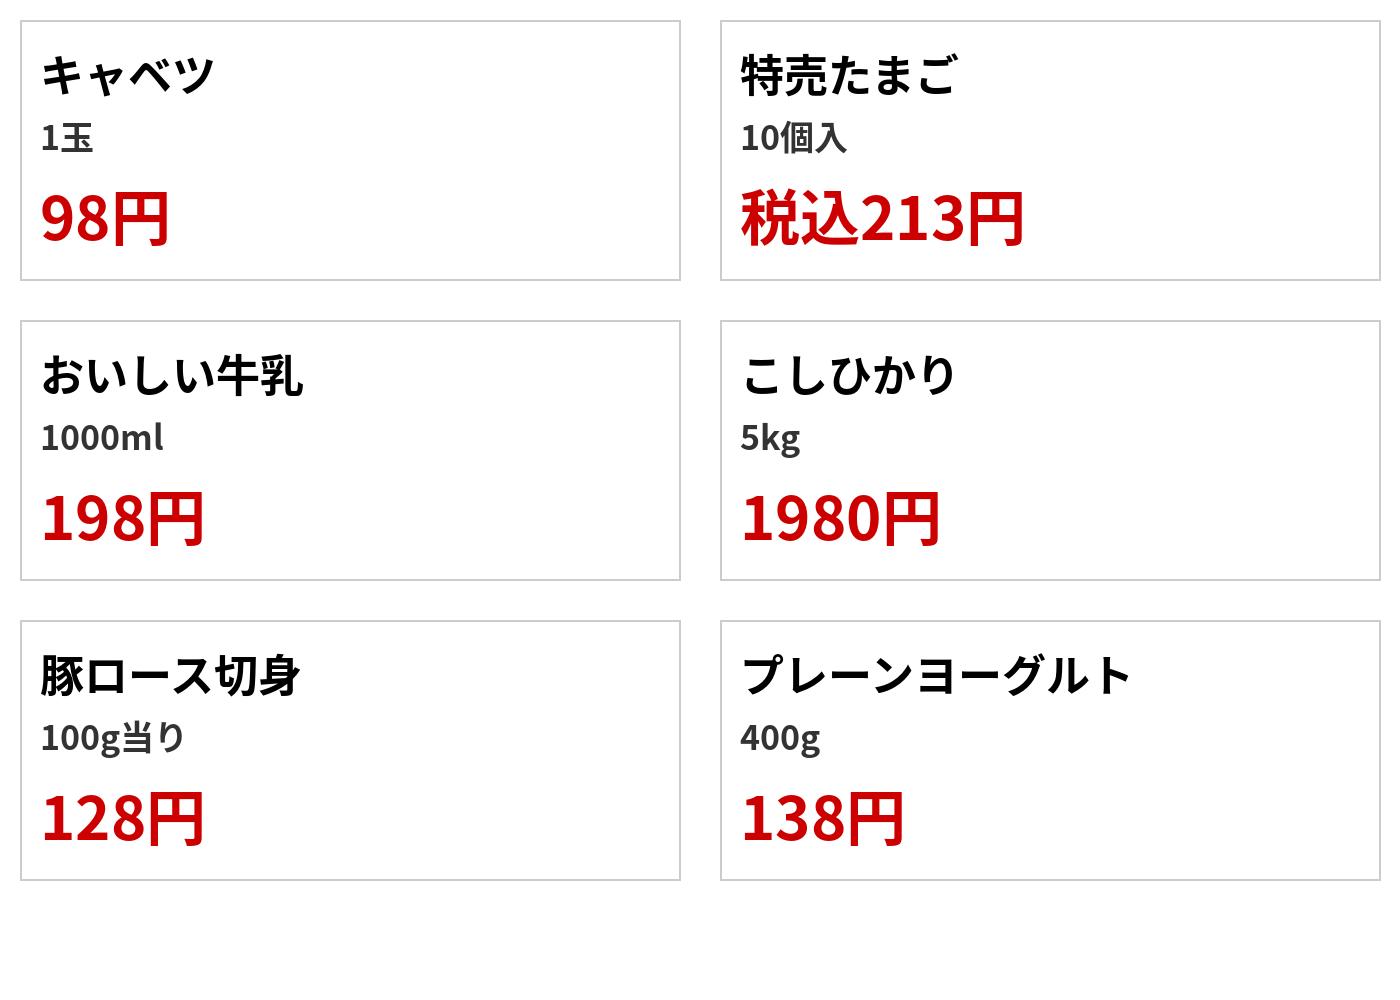 キャベツ
1玉
98円
特売たまご
10個入
税込213円
おいしい牛乳
1000ml
198円
こしひかり
5kg
1980円
豚ロース切身
100g当り
128円
プレーンヨーグルト
400g
138円